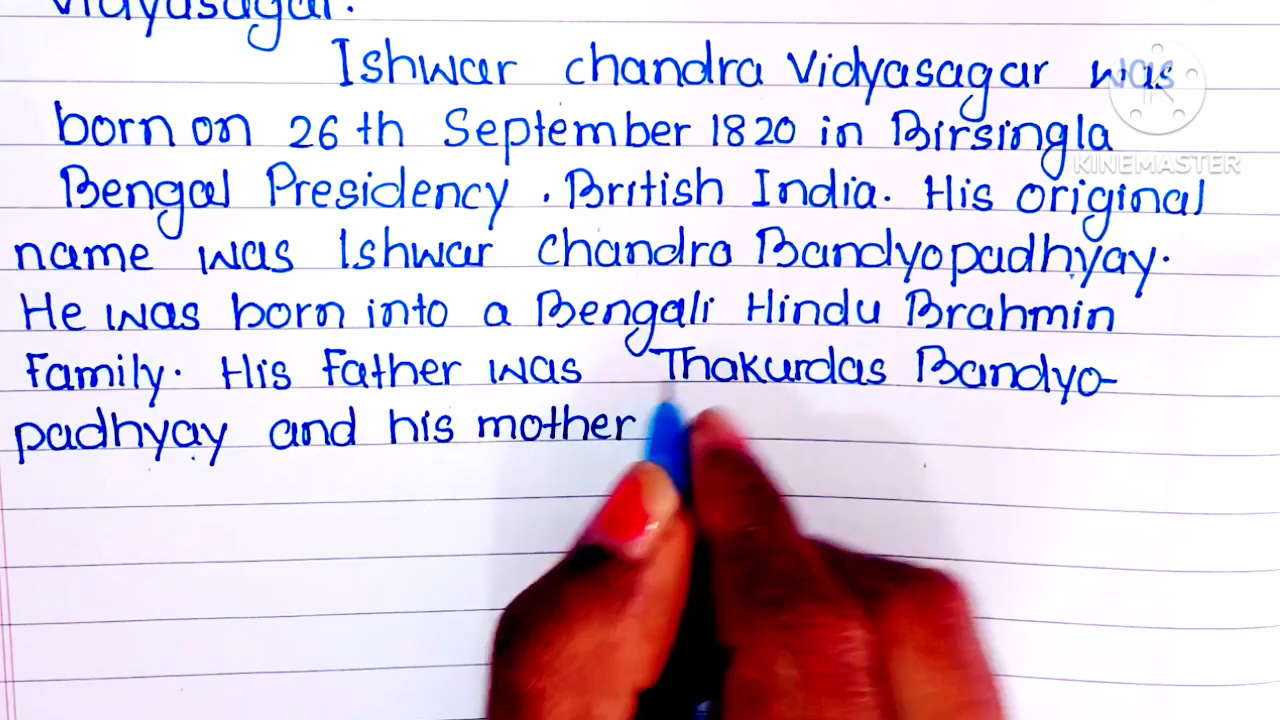 Vidyasagar.
Ishwar chandra Vidyasagar was
born on 26 th September 1820 in Birsingla
Bengal Presidency . British India. His original
name was Ishwar chandra Bandyopadhyay.
He was born into a Bengali Hindu Brahmin
Family. His Father was Thakurdas Bandyo-
padhyay and his mother
KINEMASTER